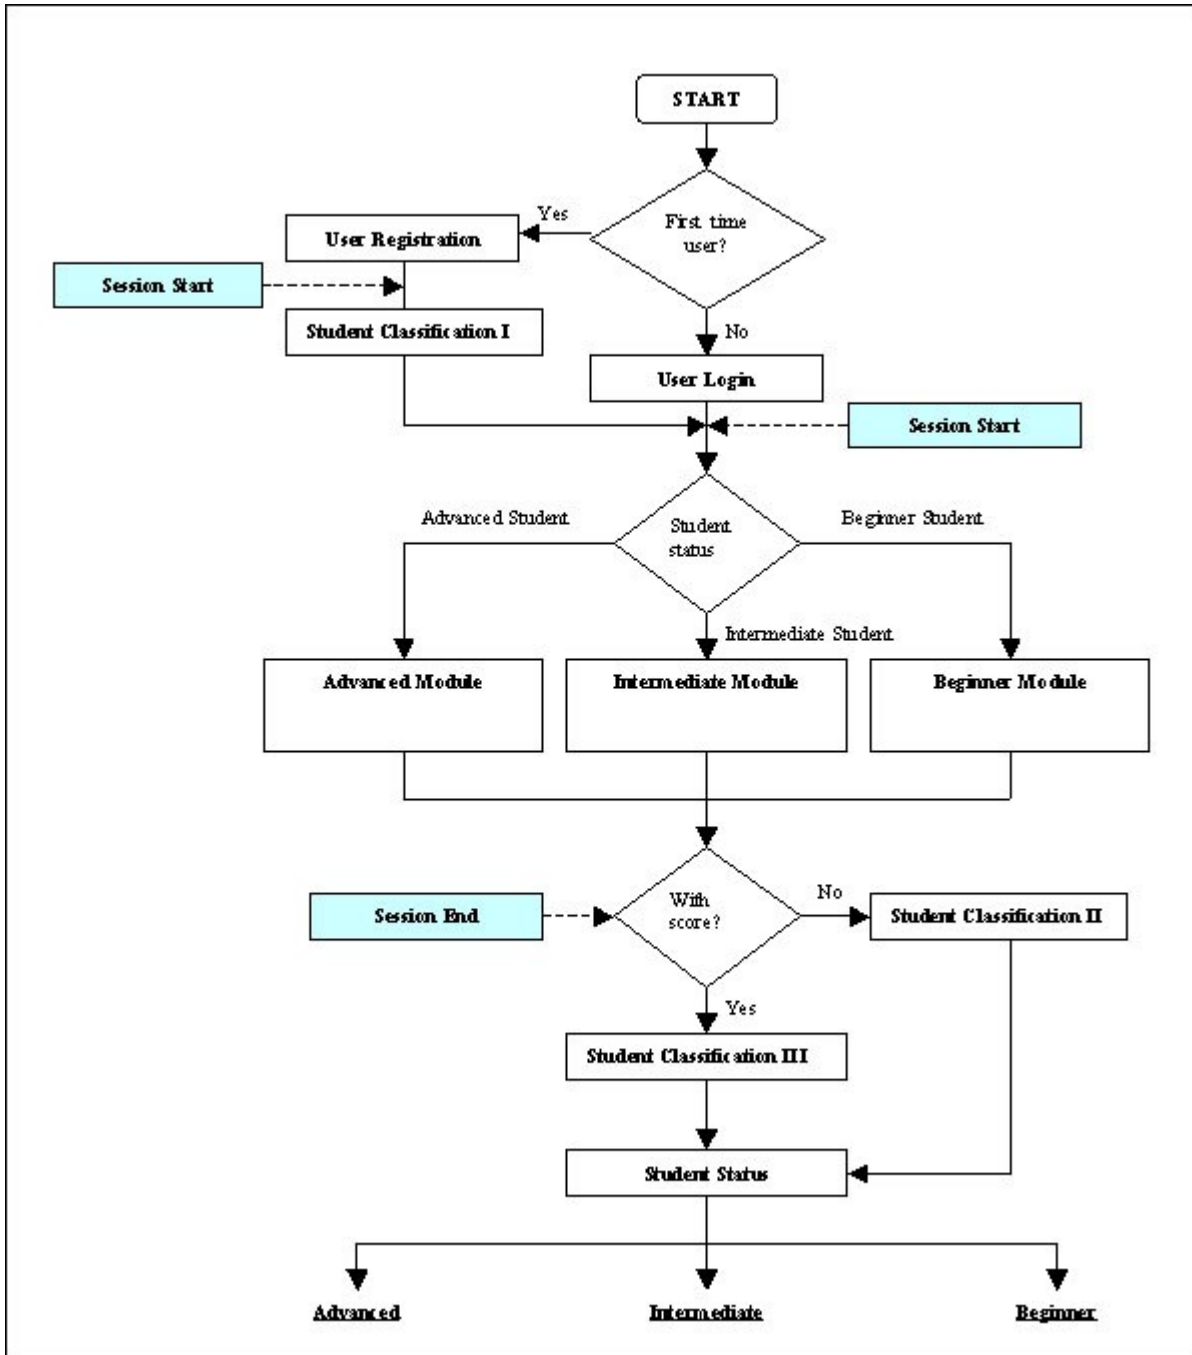 START
First time
user?
Yes
User Registration
Session Start
Student Classification I
No
User Login
Session Start
Advanced Student
Student
status
Beginner Student
Intermediate Student
Advanced Module
Intermediate Module
Beginner Module
Session End
With
score?
No
Student Classification II
Yes
Student Classification III
Student Status
Advanced
Intermediate
Beginner